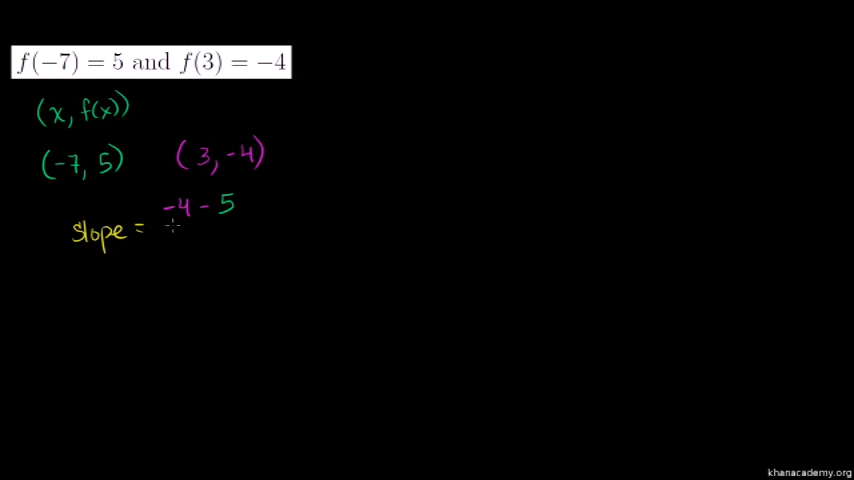 f(−7) = 5 and f(3) = −4
(x, f(x))
(-7, 5) (3, -4)
-4 - 5
slope =
khanacademy.org